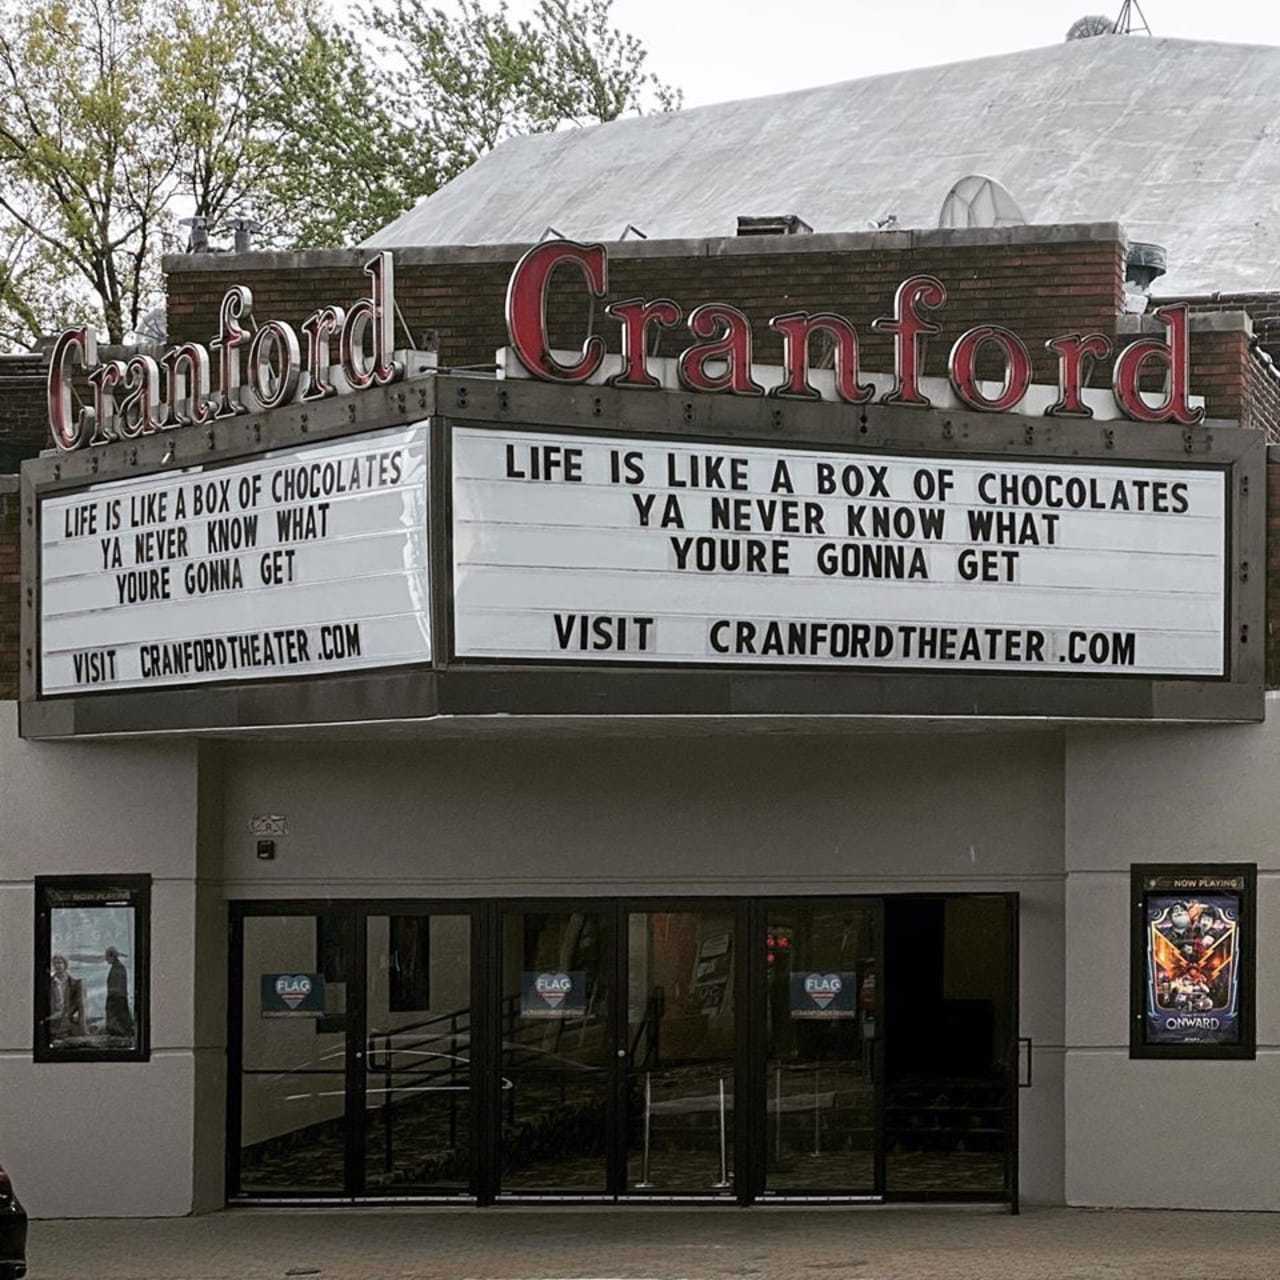 Cranford
Cranford
LIFE IS LIKE A BOX OF CHOCOLATES
YA NEVER KNOW WHAT
YOURE GONNA GET
VISIT CRANFORDTHEATER.COM
LIFE IS LIKE A BOX OF CHOCOLATES
YA NEVER KNOW WHAT
YOURE GONNA GET
VISIT CRANFORDTHEATER.COM
NOW PLAYING
NOW PLAYING
ONWARD
FLAG
FLAG
FLAG